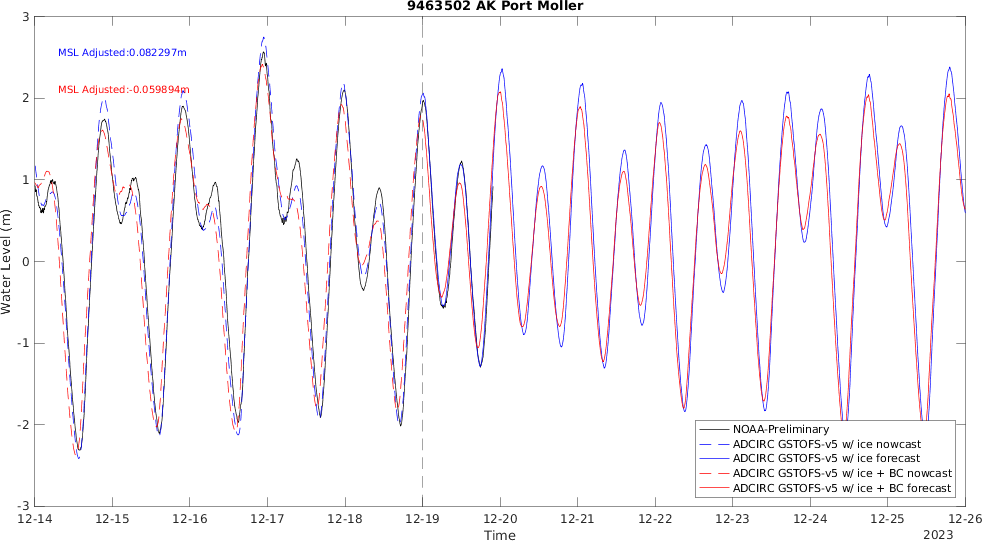 9463502 AK Port Moller
3
2
1
0
-1
-2
-3
Water Level (m)
MSL Adjusted:0.082297m
MSL Adjusted:-0.059894m
NOAA-Preliminary
ADCIRC GSTOFS-v5 w/ ice nowcast
ADCIRC GSTOFS-v5 w/ ice forecast
ADCIRC GSTOFS-v5 w/ ice + BC nowcast
ADCIRC GSTOFS-v5 w/ ice + BC forecast
12-14 12-15 12-16 12-17 12-18 12-19 12-20 12-21 12-22 12-23 12-24 12-25 12-26
Time
2023